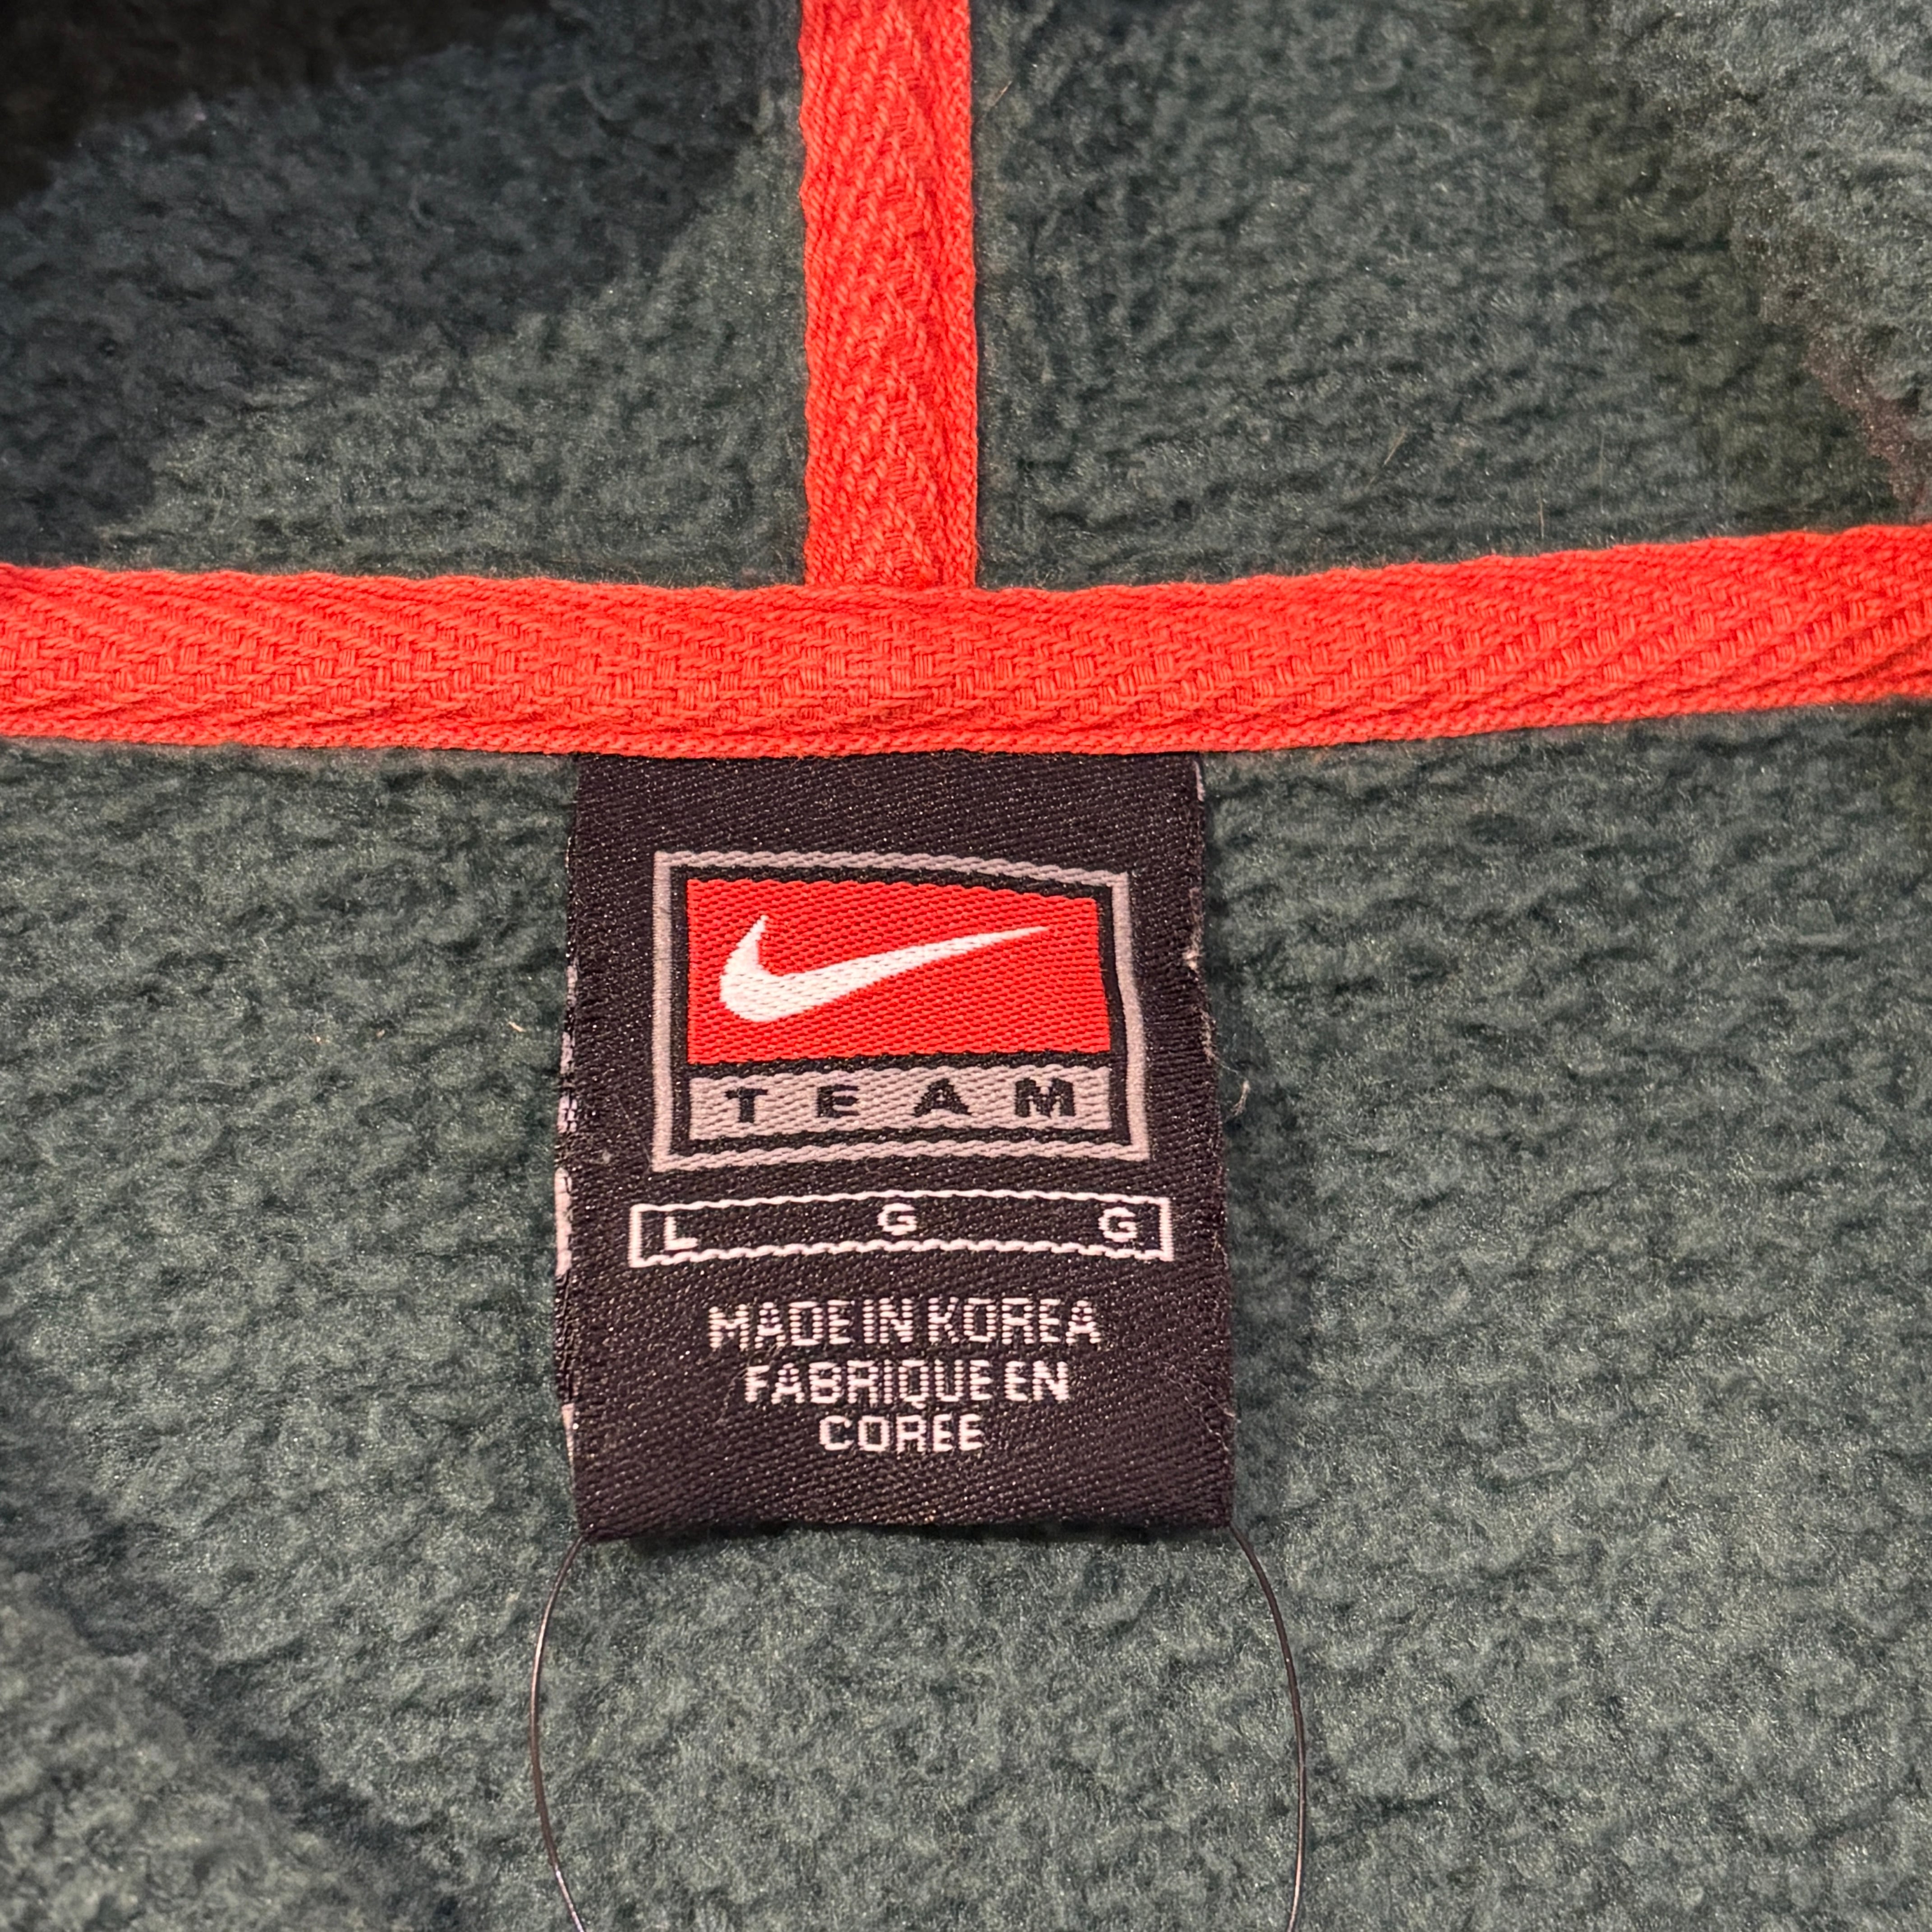 TEAM
L G G
MADE IN KOREA
FABRIQUE EN
COREE